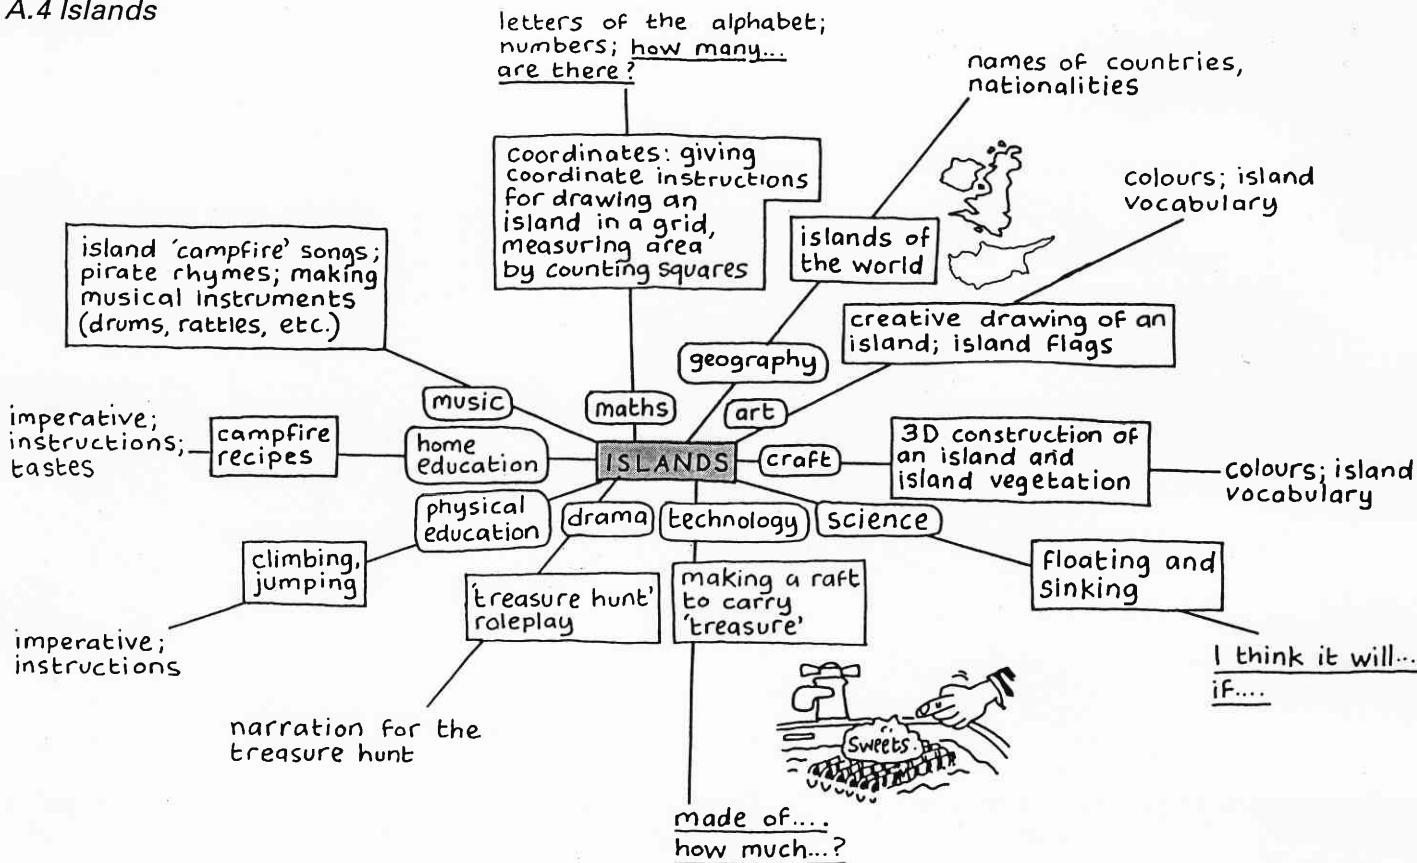 A.4 Islands
letters of the alphabet;
numbers; how many...
are there?
names of countries,
nationalities
coordinates: giving
coordinate instructions
for drawing an
island in a grid,
measuring area
by counting squares
islands of
the world
colours; island
vocabulary
island 'campfire' songs;
pirate rhymes; making
musical instruments
(drums, rattles, etc.)
creative drawing of an
island; island flags
geography
music
maths
art
imperative;
instructions;
tastes
campfire
recipes
home
education
ISLANDS
craft
3D construction of
an island and
island vegetation
colours; island
vocabulary
physical
education
drama
technology
science
climbing,
jumping
'treasure hunt'
roleplay
making a raft
to carry
'treasure'
floating and
sinking
imperative;
instructions
I think it will...
if....
narration for the
treasure hunt
Sweets
made of....
how much...?